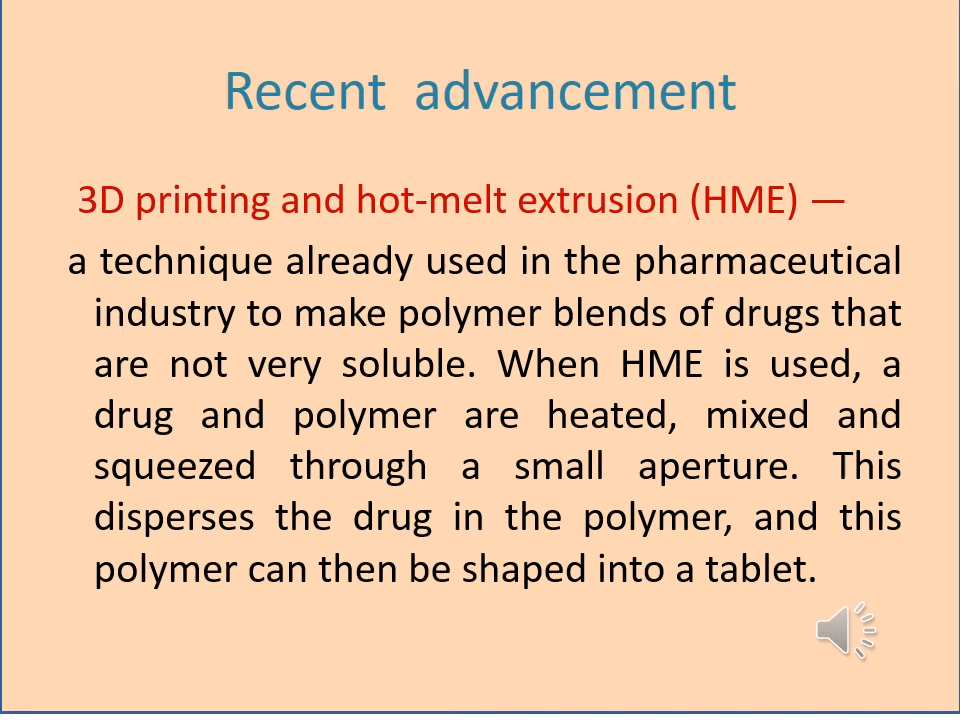 Recent advancement
3D printing and hot-melt extrusion (HME) —
a technique already used in the pharmaceutical
industry to make polymer blends of drugs that
are not very soluble. When HME is used, a
drug and polymer are heated, mixed and
squeezed through a small aperture. This
disperses the drug in the polymer, and this
polymer can then be shaped into a tablet.